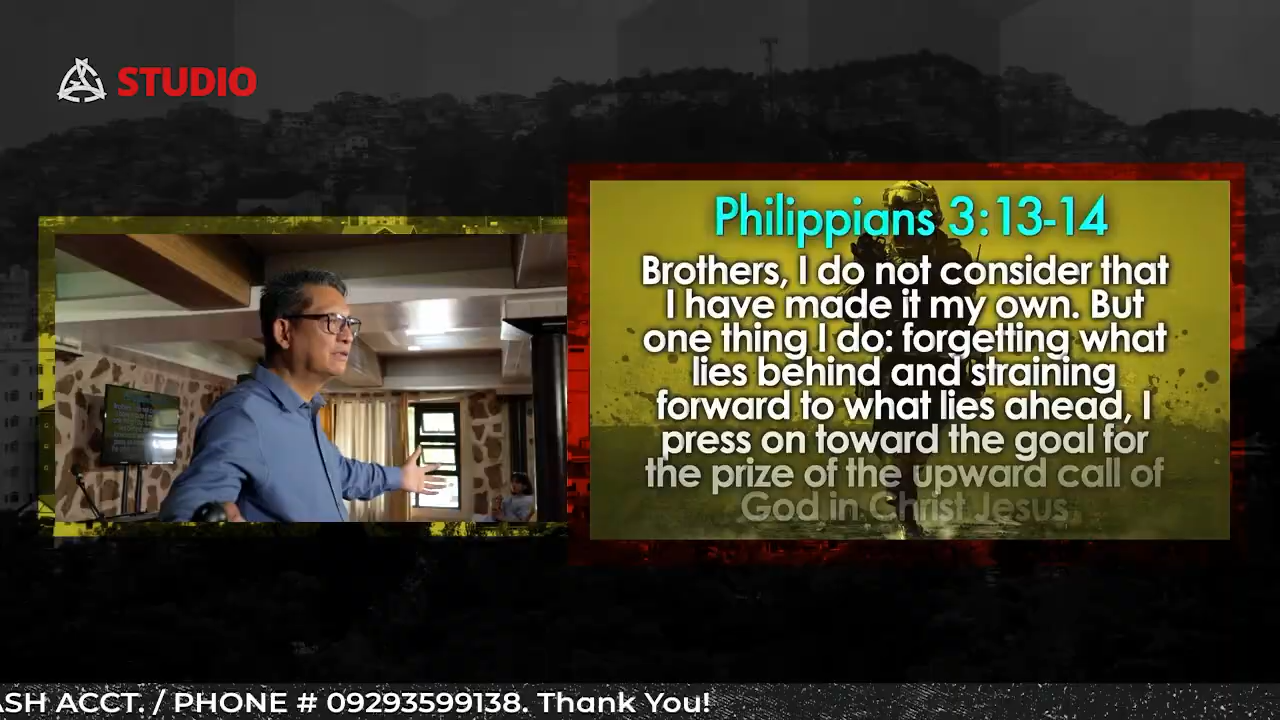 STUDIO
Philippians 3:13-14
Brothers, I do not consider that
I have made it my own. But
one thing I do: forgetting what
lies behind and straining
forward to what lies ahead, I
press on toward the goal for
the prize of the upward call of
God in Christ Jesus.
ASH ACCT. / PHONE # 09293599138. Thank You!